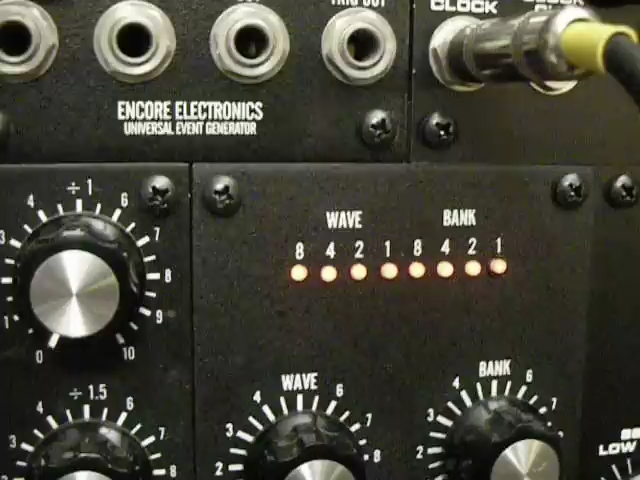 TRIG OUT
CLOCK
ENCORE ELECTRONICS
UNIVERSAL EVENT GENERATOR
÷ 1
4 6
3 7
8
1 9
0 10
WAVE BANK
8 4 2 1 8 4 2 1
÷ 1.5
4 6
3 7
2 8
WAVE
4 6
3 7
2 8
BANK
4 6
3 7
2 8
LOW